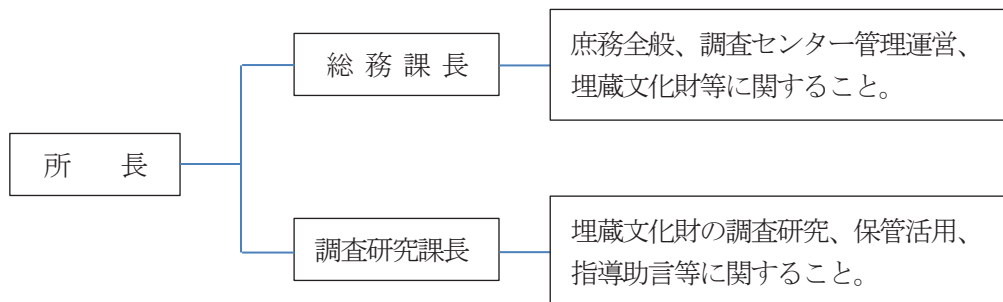 庶務全般、調査センター管理運営、
総務課長
埋蔵文化財等に関すること。
所　長
埋蔵文化財の調査研究、保管活用、
調査研究課長
指導助言等に関すること。